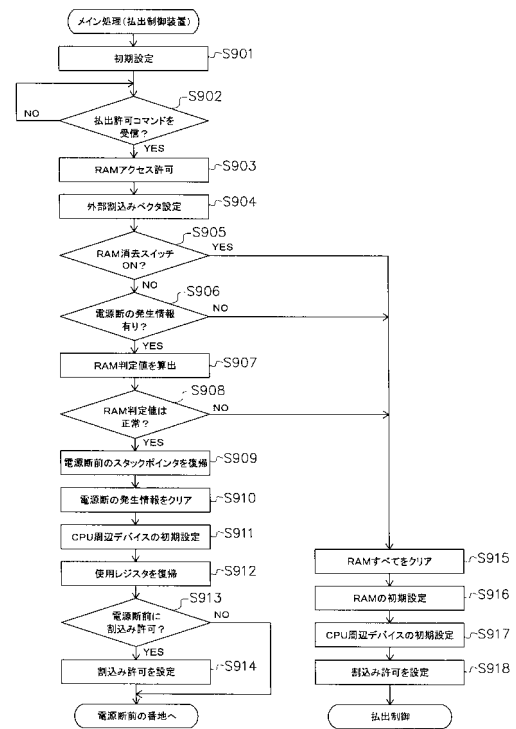 メイン処理(払出制御装置)
初期設定
S901
S902
払出許可コマンドを
受信?
NO
YES
RAMアクセス許可
S903
外部割込みベクタ設定
S904
S905
RAM消去スイッチ
ON?
YES
NO
S906
電源断の発生情報
有り?
NO
YES
RAM判定値を算出
S907
S908
RAM判定値は
正常?
NO
YES
電源断前のスタックポインタを復帰
S909
電源断の発生情報をクリア
S910
CPU周辺デバイスの初期設定
S911
使用レジスタを復帰
S912
S913
電源断前に
割込み許可?
NO
YES
割込み許可を設定
S914
電源断前の番地へ
RAMすべてをクリア
S915
RAMの初期設定
S916
CPU周辺デバイスの初期設定
S917
割込み許可を設定
S918
払出制御